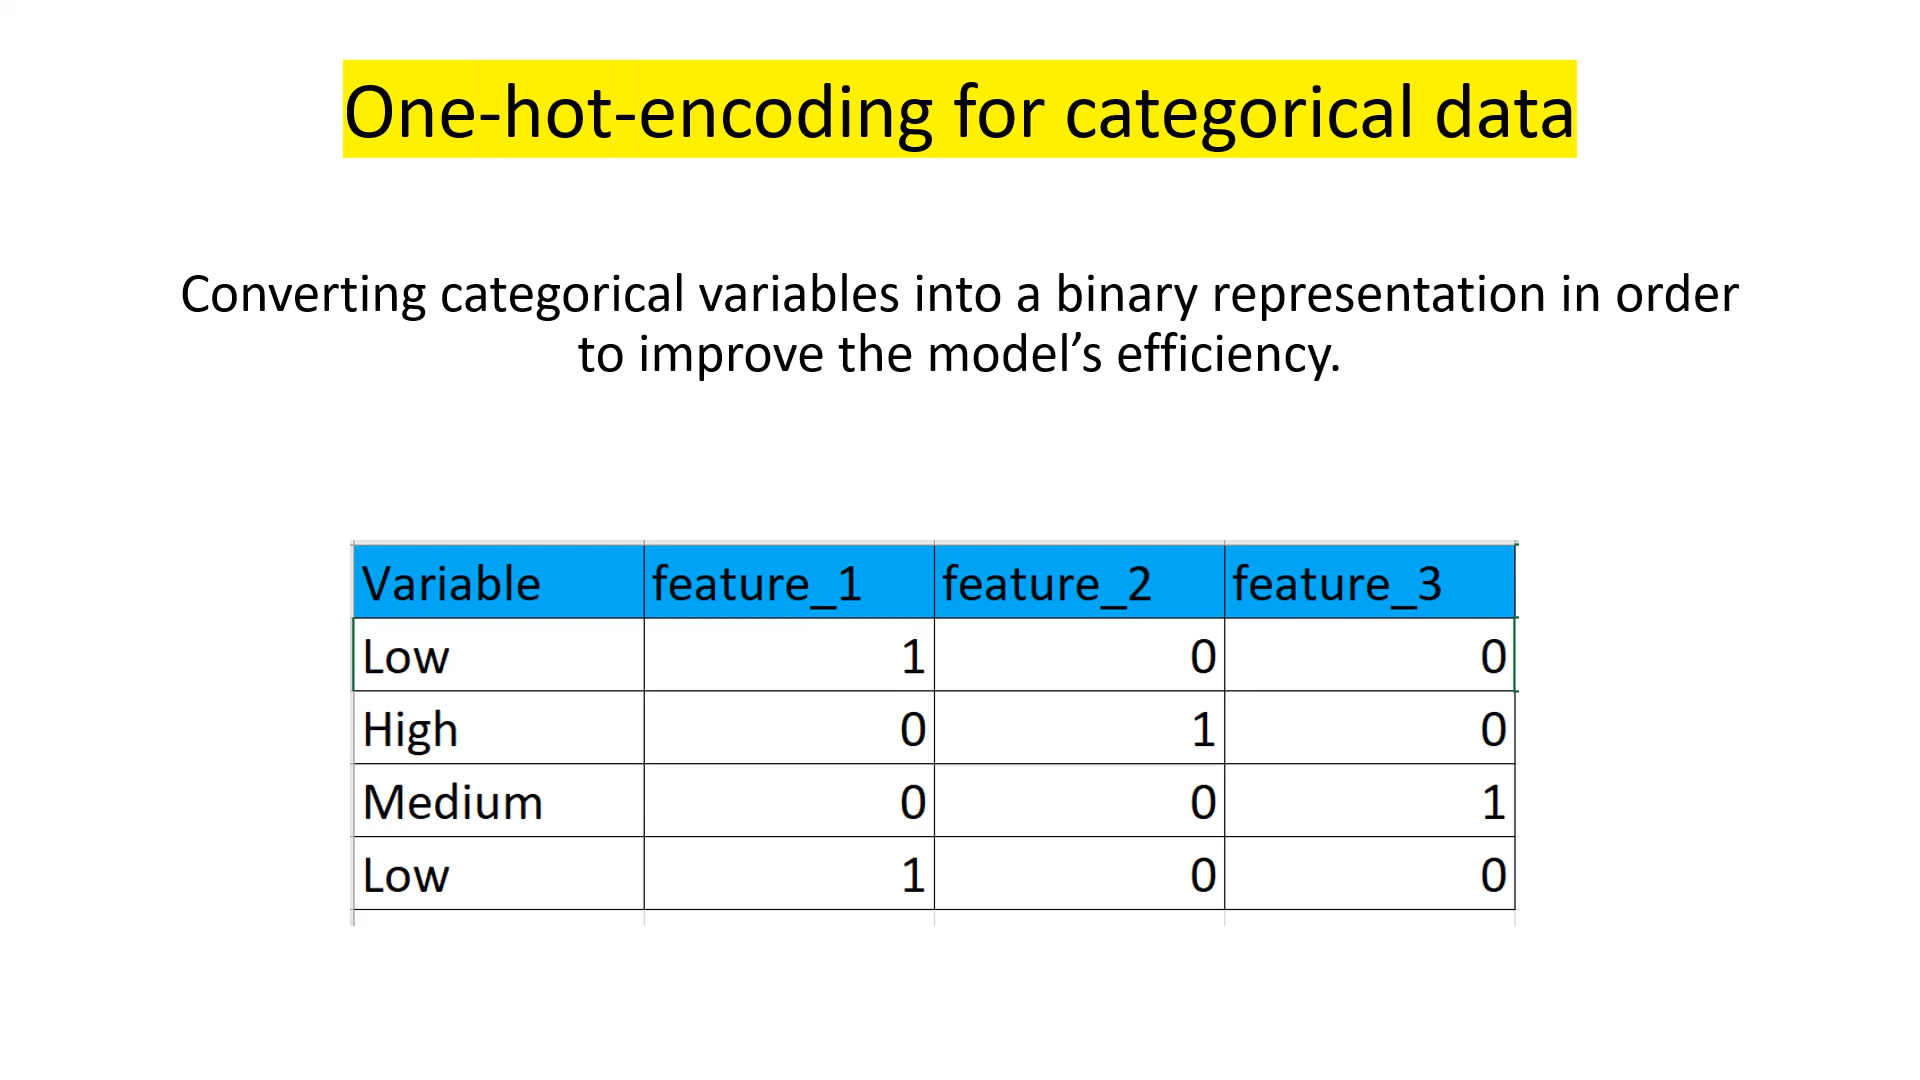 One-hot-encoding for categorical data
Converting categorical variables into a binary representation in order
to improve the model’s efficiency.
Variable feature_1 feature_2 feature_3
Low 1 0 0
High 0 1 0
Medium 0 0 1
Low 1 0 0